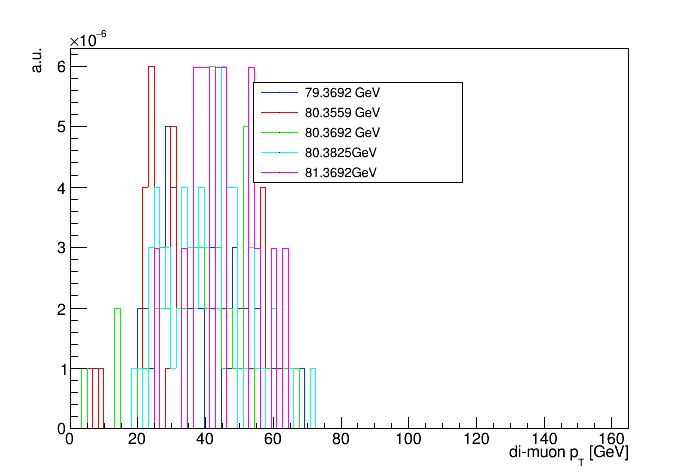 ×10⁻⁶
a.u.
6
5
4
3
2
1
0
79.3692 GeV
80.3559 GeV
80.3692 GeV
80.3825GeV
81.3692GeV
0 20 40 60 80 100 120 140 160
di-muon p_T [GeV]